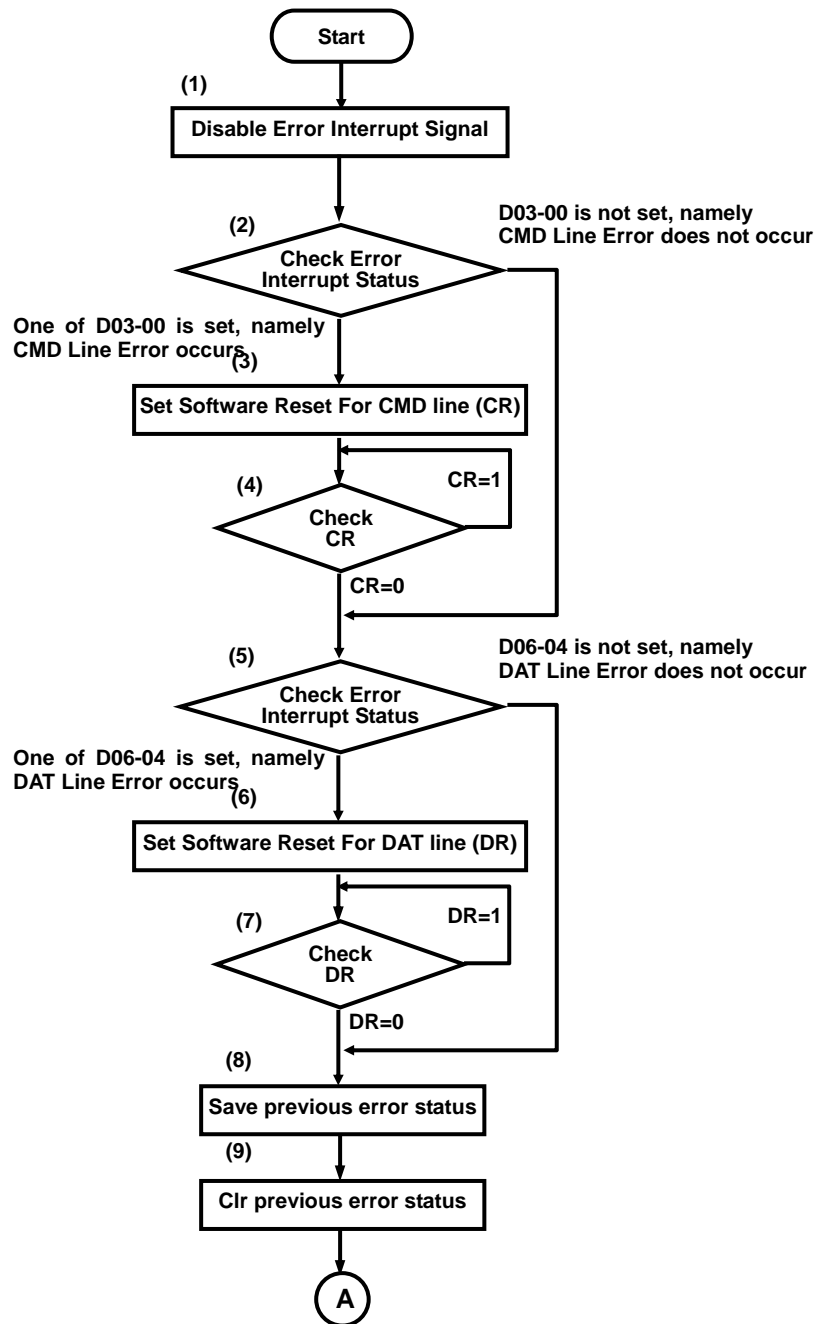 Start
(1)
Disable Error Interrupt Signal
D03-00 is not set, namely
CMD Line Error does not occur
(2)
Check Error
Interrupt Status
One of D03-00 is set, namely
CMD Line Error occurs
(3)
Set Software Reset For CMD line (CR)
CR=1
(4)
Check
CR
CR=0
D06-04 is not set, namely
DAT Line Error does not occur
(5)
Check Error
Interrupt Status
One of D06-04 is set, namely
DAT Line Error occurs
(6)
Set Software Reset For DAT line (DR)
DR=1
(7)
Check
DR
DR=0
(8)
Save previous error status
(9)
Clr previous error status
A